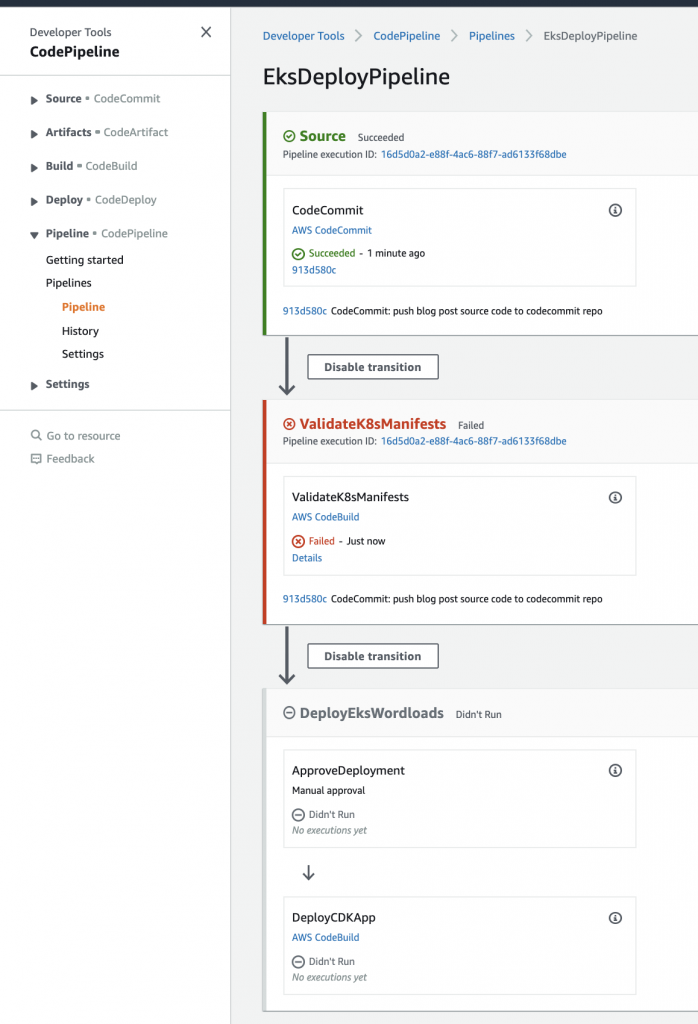 Developer Tools
CodePipeline
Source • CodeCommit
Artifacts • CodeArtifact
Build • CodeBuild
Deploy • CodeDeploy
Pipeline • CodePipeline
Getting started
Pipelines
Pipeline
History
Settings
Settings
Go to resource
Feedback
Developer Tools > CodePipeline > Pipelines > EksDeployPipeline
EksDeployPipeline
Source Succeeded
Pipeline execution ID: 16d5d0a2-e88f-4ac6-88f7-ad6133f68dbe
CodeCommit
AWS CodeCommit
Succeeded - 1 minute ago
913d580c
913d580c CodeCommit: push blog post source code to codecommit repo
Disable transition
ValidateK8sManifests Failed
Pipeline execution ID: 16d5d0a2-e88f-4ac6-88f7-ad6133f68dbe
ValidateK8sManifests
AWS CodeBuild
Failed - Just now
Details
913d580c CodeCommit: push blog post source code to codecommit repo
Disable transition
DeployEksWordloads Didn't Run
ApproveDeployment
Manual approval
Didn't Run
No executions yet
DeployCDKApp
AWS CodeBuild
Didn't Run
No executions yet